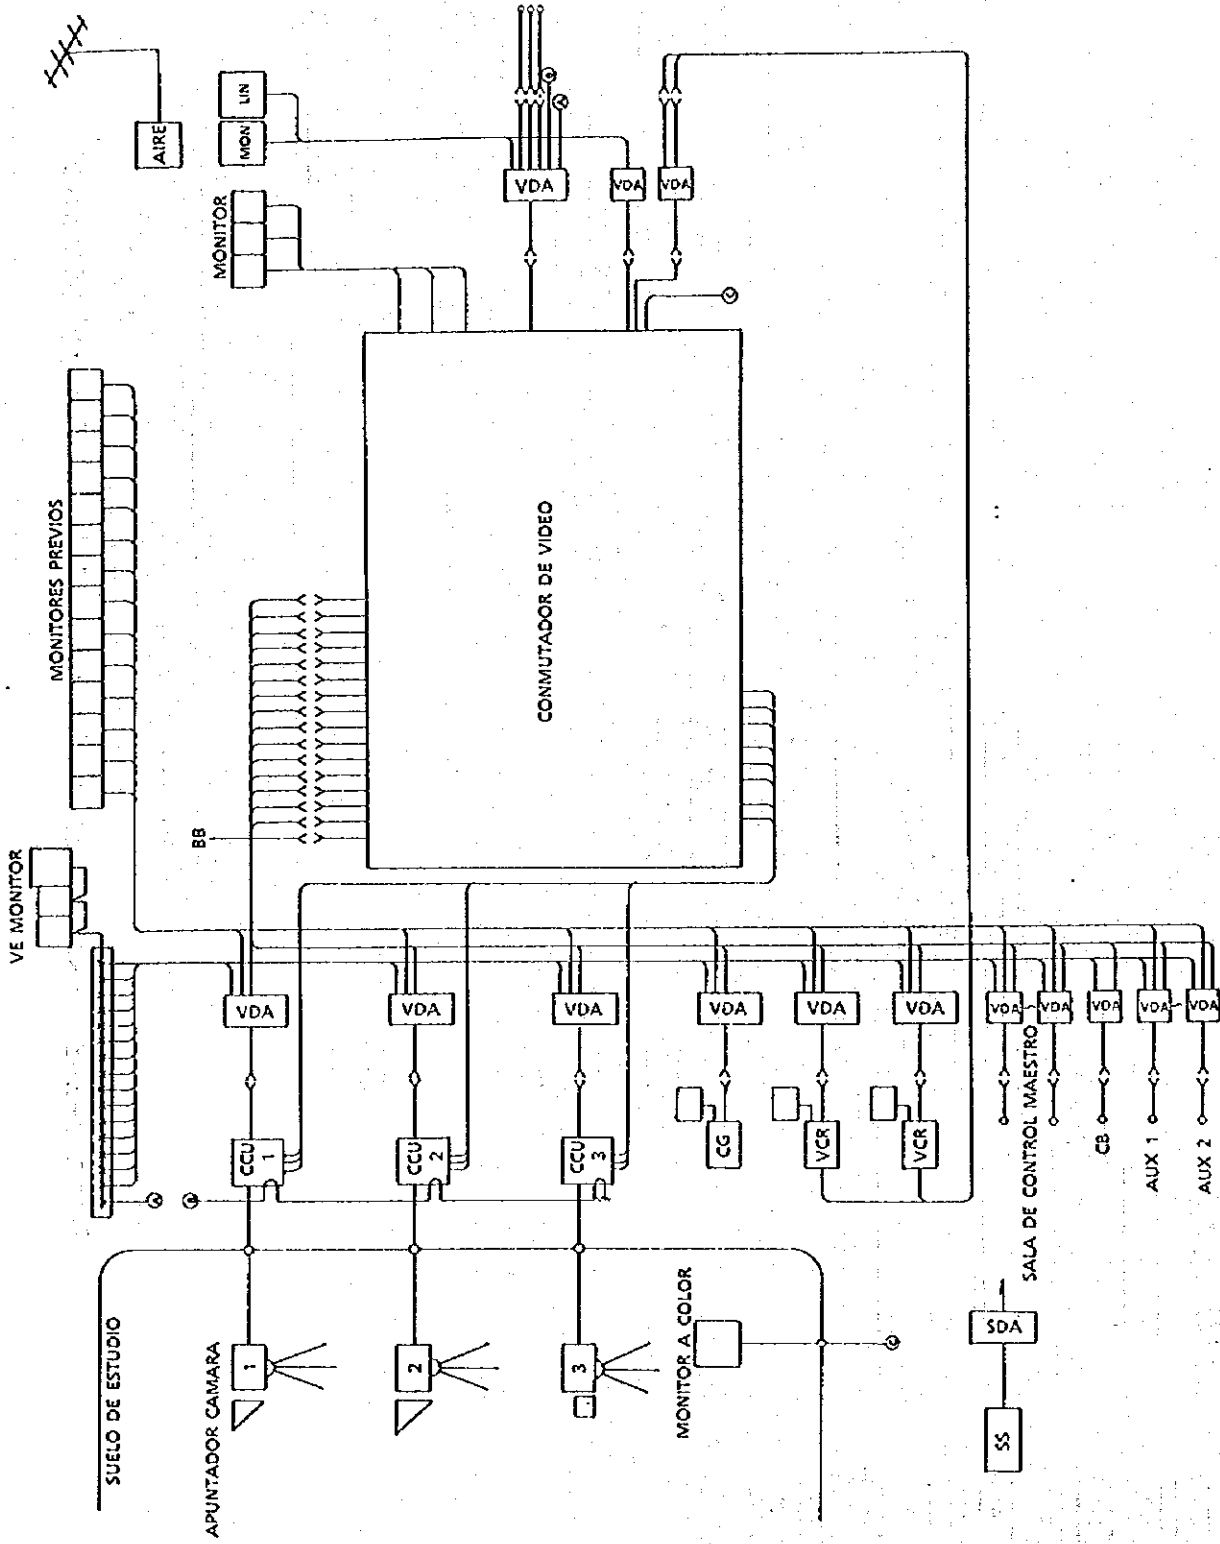 AIRE
LIN
MON
MONITOR
VDA
VDA
VDA
MONITORES PREVIOS
VE MONITOR
BB
CONMUTADOR DE VIDEO
VDA
VDA
VDA
VDA
VDA
VDA
VDA
VDA
VDA
VDA
VDA
CCU 1
CCU 2
CCU 3
CG
VCR
VCR
SALA DE CONTROL MAESTRO
CB
AUX 1
AUX 2
SUELO DE ESTUDIO
APUNTADOR CAMARA
1
2
3
MONITOR A COLOR
SDA
SS